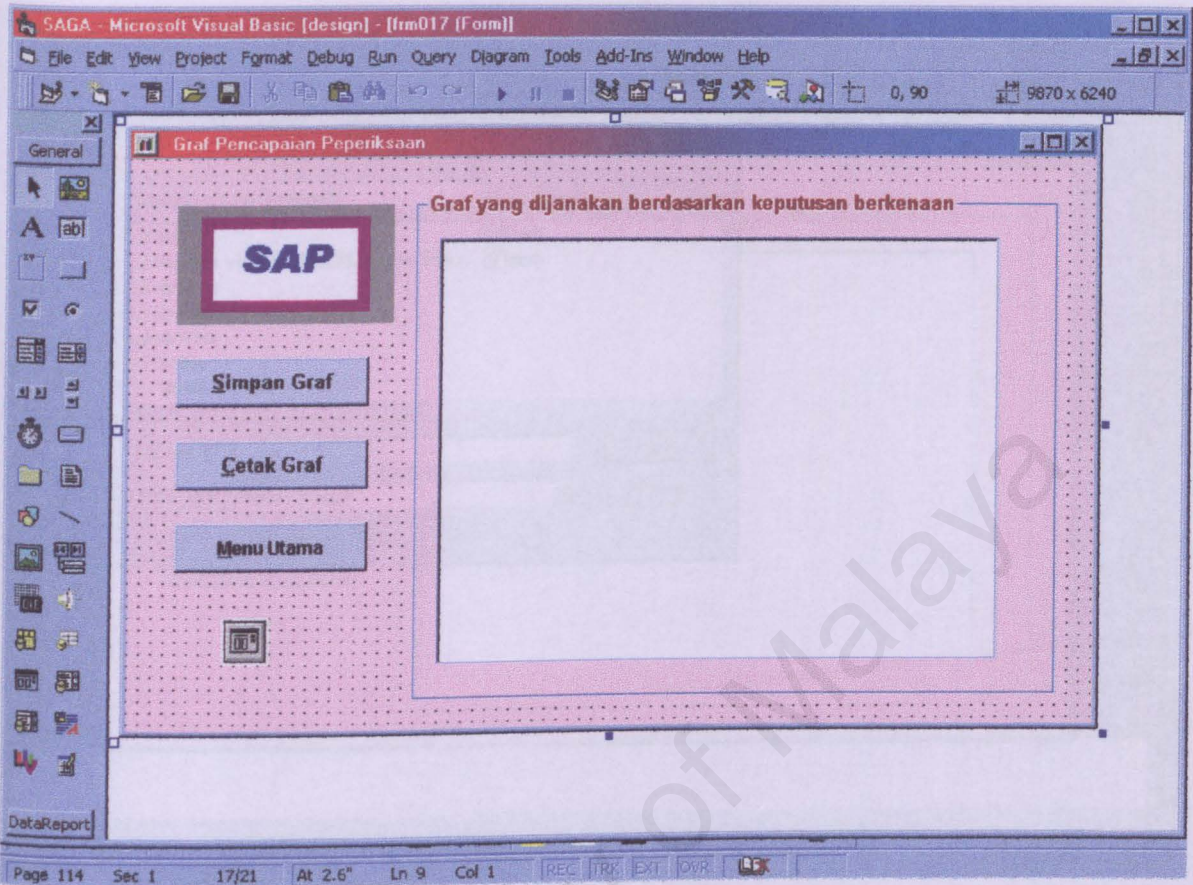 SAGA - Microsoft Visual Basic [design] - [frm017 (Form)]
File Edit View Project Format Debug Run Query Diagram Tools Add-Ins Window Help
0, 90 9870 x 6240
General
Graf Pencapaian Peperiksaan
A ab|
Graf yang dijanakan berdasarkan keputusan berkenaan
SAP
Simpan Graf
Cetak Graf
Menu Utama
DataReport
Page 114 Sec 1 17/21 At 2.6" Ln 9 Col 1 REC TRK EXT OVR
of Malaya